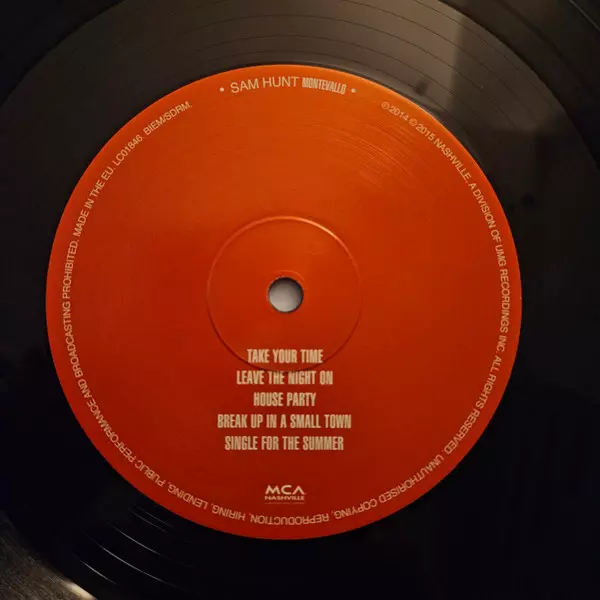 • SAM HUNT MONTEVALLO •
℗ 2014 © 2015 NASHVILLE, A DIVISION OF UMG RECORDINGS INC. ALL RIGHTS RESERVED. UNAUTHORISED COPYING, REPRODUCTION, HIRING, LENDING, PUBLIC PERFORMANCE AND BROADCASTING PROHIBITED. MADE IN THE EU. LC01846. BIEM/SDRM.
TAKE YOUR TIME
LEAVE THE NIGHT ON
HOUSE PARTY
BREAK UP IN A SMALL TOWN
SINGLE FOR THE SUMMER
MCA
NASHVILLE